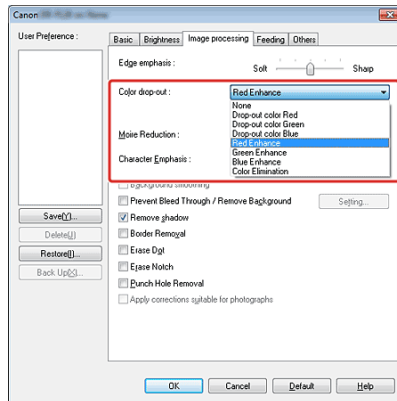 Canon
User Preference :
Basic Brightness Image processing Feeding Others
Edge emphasis :
Soft Sharp
Color drop-out :
Red Enhance
None
Drop-out color Red
Drop-out color Green
Drop-out color Blue
Red Enhance
Green Enhance
Blue Enhance
Color Elimination
Moire Reduction :
Character Emphasis :
Background smoothing
Prevent Bleed Through / Remove Background
Setting...
Remove shadow
Border Removal
Erase Dot
Erase Notch
Punch Hole Removal
Apply corrections suitable for photographs
Save(Y)...
Delete(J)
Restore(I)...
Back Up(X)...
OK Cancel Default Help